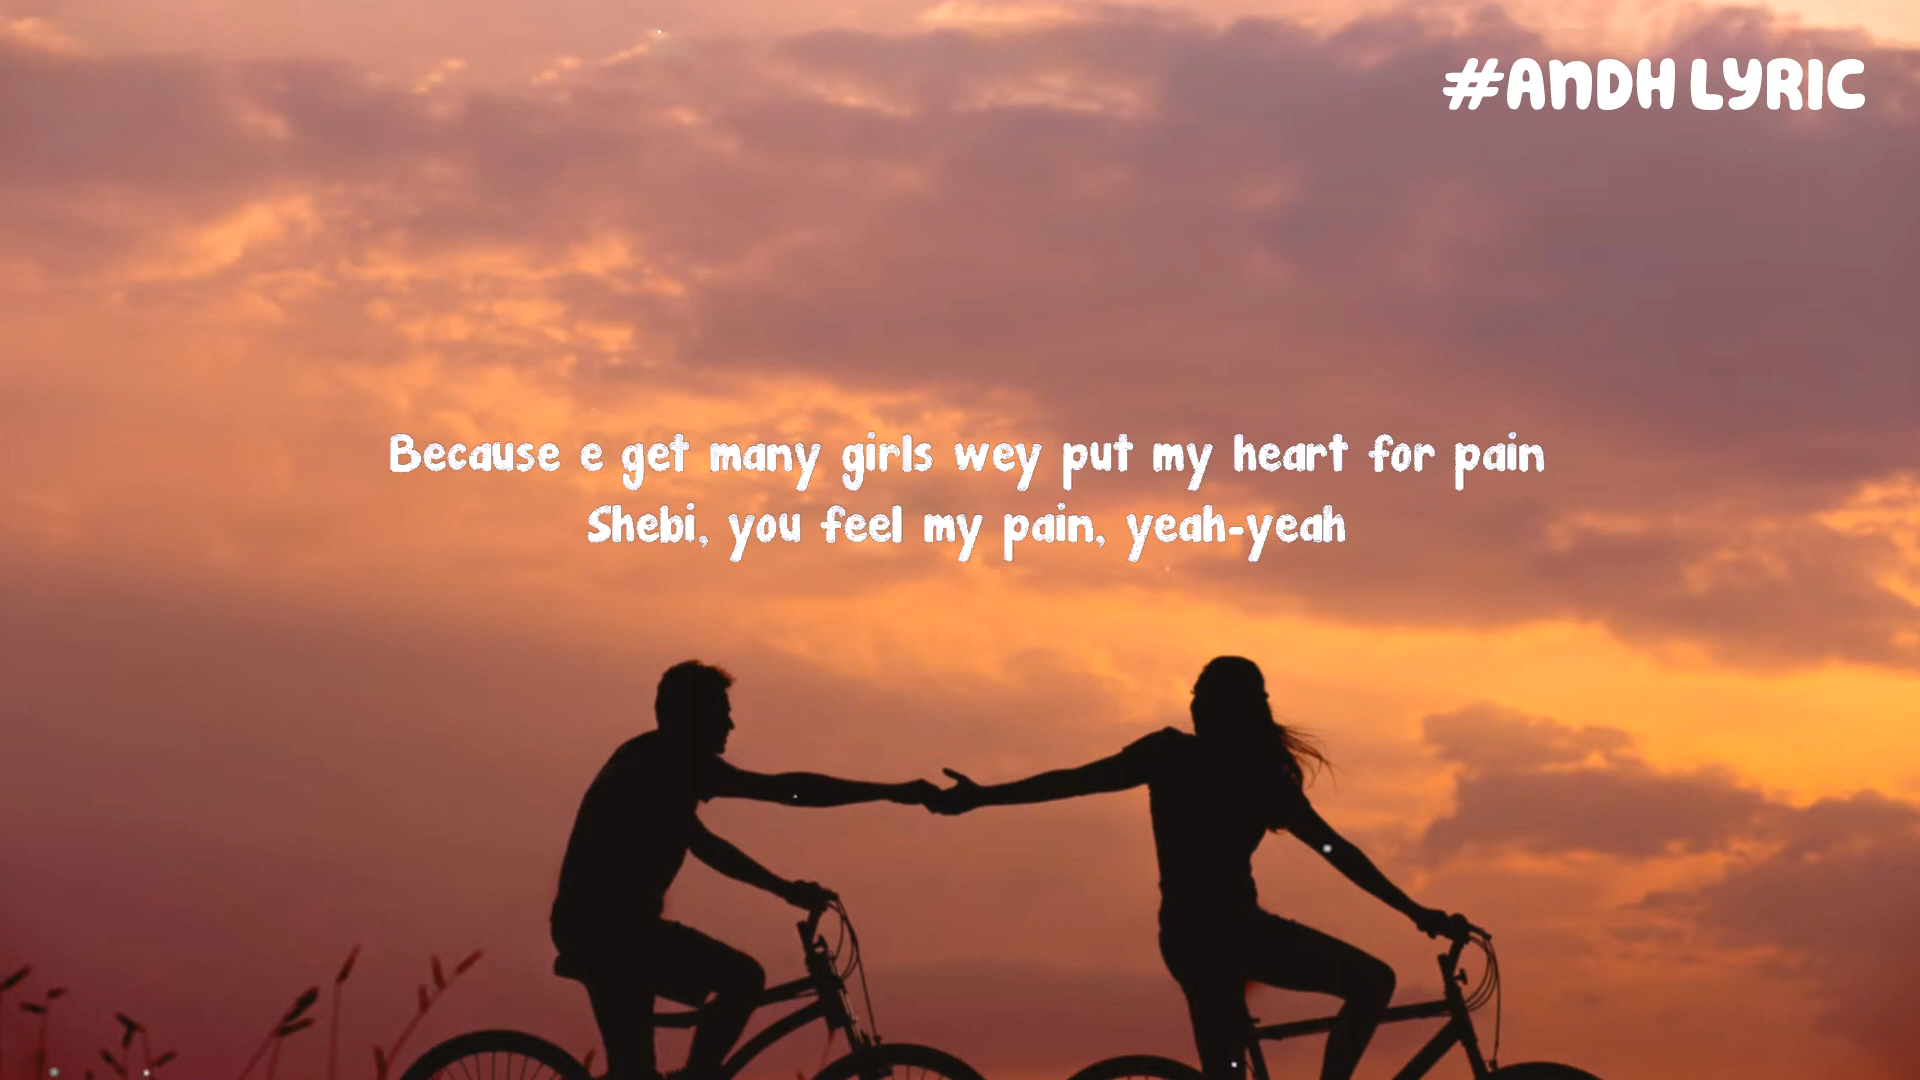 #ANDH LYRIC
Because e get many girls wey put my heart for pain
Shebi, you feel my pain, yeah-yeah